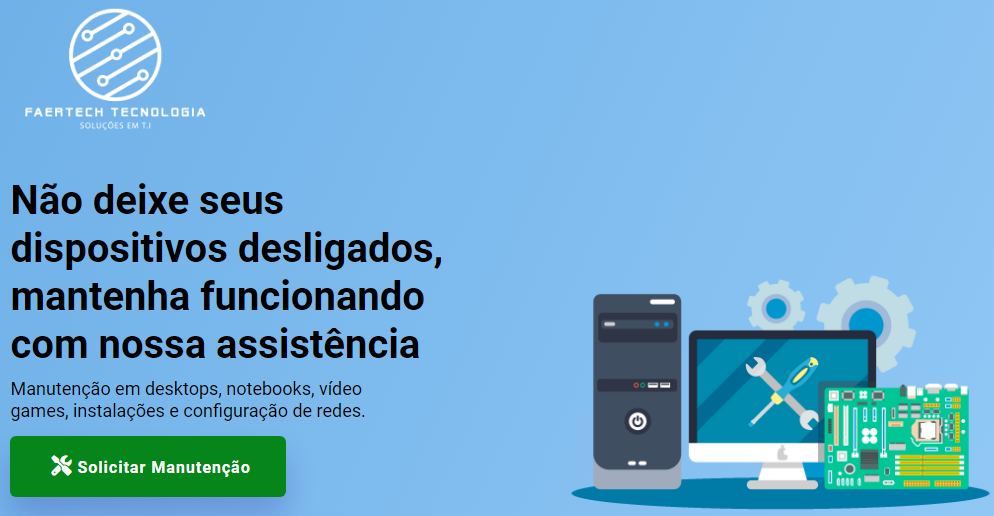 FAERTECH TECNOLOGIA
SOLUÇÕES EM T.I
Não deixe seus
dispositivos desligados,
mantenha funcionando
com nossa assistência
Manutenção em desktops, notebooks, vídeo
games, instalações e configuração de redes.
Solicitar Manutenção